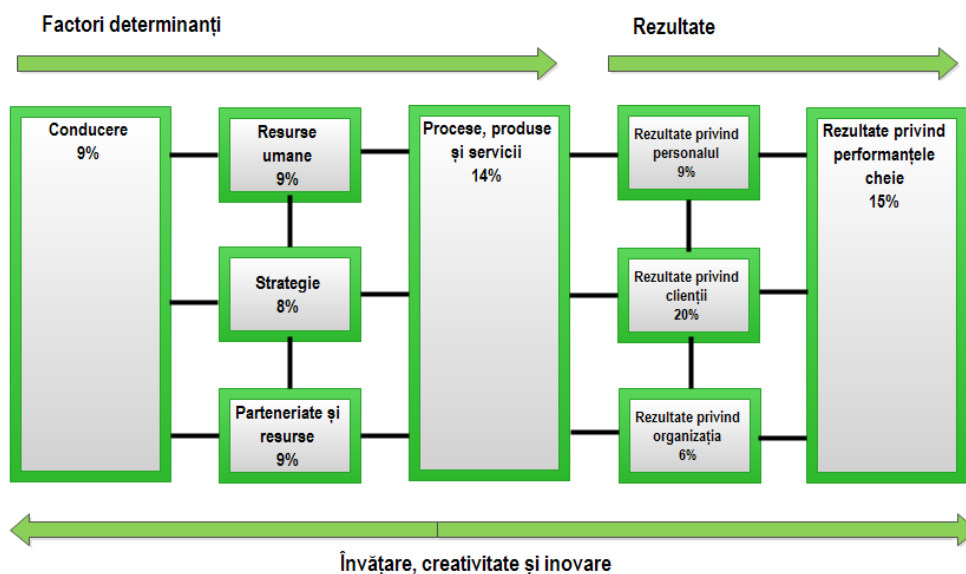 Factori determinanți
Rezultate
Conducere
9%
Resurse
umane
9%
Strategie
8%
Parteneriate și
resurse
9%
Procese, produse
și servicii
14%
Rezultate privind
personalul
9%
Rezultate privind
clienții
20%
Rezultate privind
organizația
6%
Rezultate privind
performanțele
cheie
15%
Învățare, creativitate și inovare